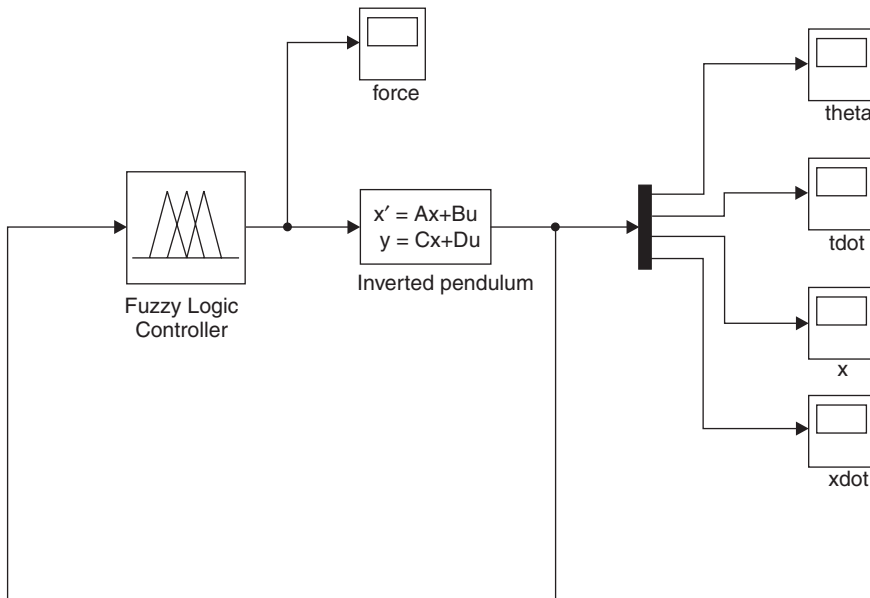 force
theta
x′ = Ax+Bu
y = Cx+Du
tdot
Inverted pendulum
Fuzzy Logic
Controller
x
xdot